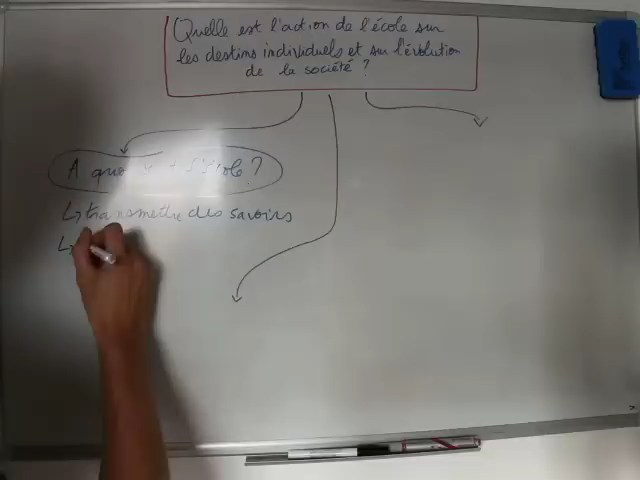 Quelle est l'action de l'école sur
les destins individuels et sur l'évolution
de la société ?
A quoi l'école ?
↳ transmettre des savoirs
↳